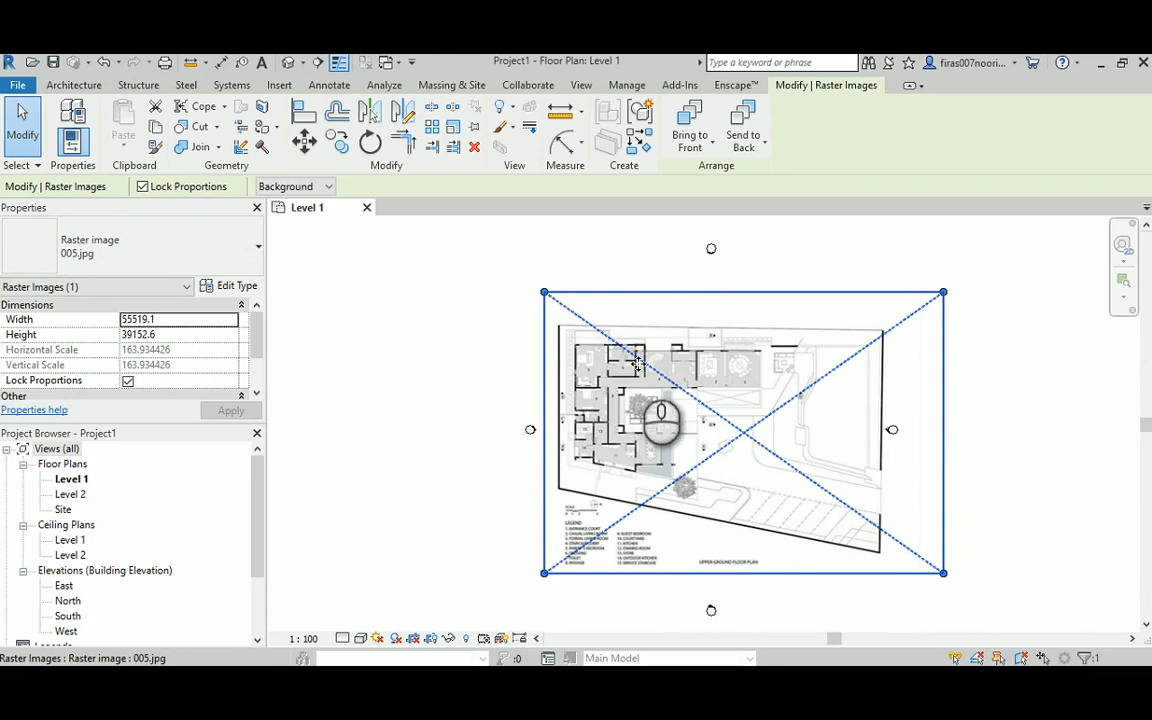 Project1 - Floor Plan: Level 1
Type a keyword or phrase
firas007noori...
File
Architecture
Structure
Steel
Systems
Insert
Annotate
Analyze
Massing & Site
Collaborate
View
Manage
Add-Ins
Enscape™
Modify | Raster Images
Modify
Paste
Cope
Cut
Join
Bring to
Front
Send to
Back
Select
Properties
Clipboard
Geometry
Modify
View
Measure
Create
Arrange
Modify | Raster Images
Lock Proportions
Background
Properties
Level 1
Raster image
005.jpg
Raster Images (1)
Edit Type
Dimensions
Width 55519.1
Height 39152.6
Horizontal Scale 163.934426
Vertical Scale 163.934426
Lock Proportions
Other
Properties help
Apply
Project Browser - Project1
Views (all)
Floor Plans
Level 1
Level 2
Site
Ceiling Plans
Level 1
Level 2
Elevations (Building Elevation)
East
North
South
West
LEGEND
UPPER GROUND FLOOR PLAN
1 : 100
Raster Images : Raster image : 005.jpg
:0
Main Model
:1